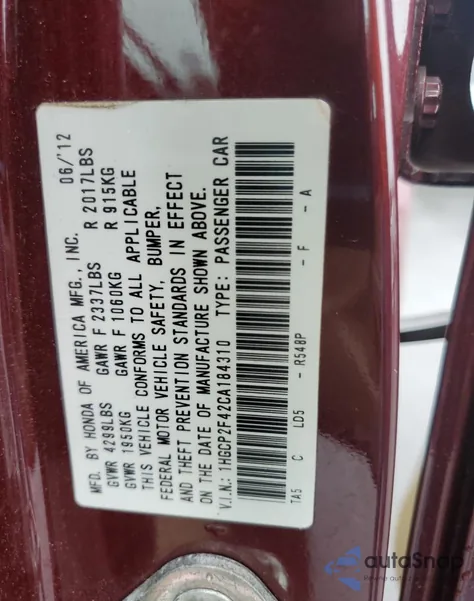 MFD. BY HONDA OF AMERICA MFG., INC. 06/'12
GVWR 4299LBS GAWR F 2337LBS R 2017LBS
GVWR 1950KG GAWR F 1060KG R 915KG
THIS VEHICLE CONFORMS TO ALL APPLICABLE
FEDERAL MOTOR VEHICLE SAFETY, BUMPER,
AND THEFT PREVENTION STANDARDS IN EFFECT
ON THE DATE OF MANUFACTURE SHOWN ABOVE.
V.I.N.: 1HGCP2F42CA184310 TYPE: PASSENGER CAR
TA5 C LD5 - R548P - F - A
autoSnap